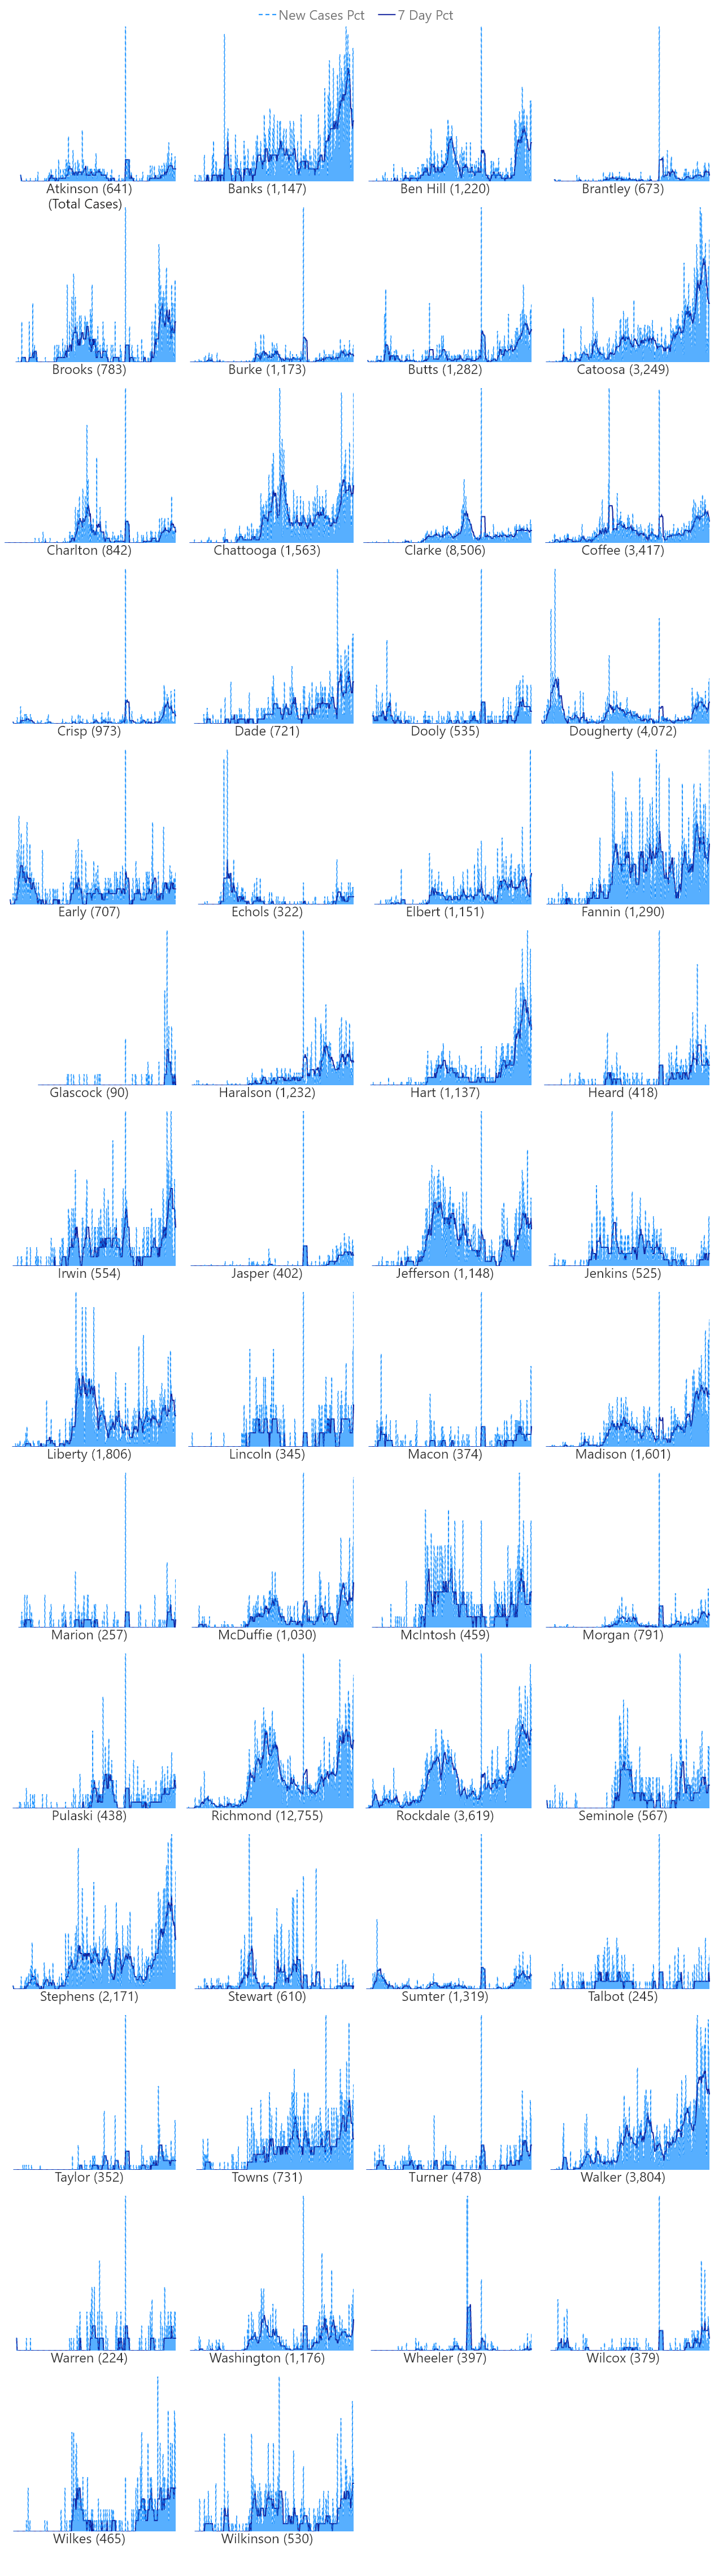 New Cases Pct 7 Day Pct
Atkinson (641) Banks (1,147) Ben Hill (1,220) Brantley (673)
(Total Cases)
Brooks (783) Burke (1,173) Butts (1,282) Catoosa (3,249)
Charlton (842) Chattooga (1,563) Clarke (8,506) Coffee (3,417)
Crisp (973) Dade (721) Dooly (535) Dougherty (4,072)
Early (707) Echols (322) Elbert (1,151) Fannin (1,290)
Glascock (90) Haralson (1,232) Hart (1,137) Heard (418)
Irwin (554) Jasper (402) Jefferson (1,148) Jenkins (525)
Liberty (1,806) Lincoln (345) Macon (374) Madison (1,601)
Marion (257) McDuffie (1,030) McIntosh (459) Morgan (791)
Pulaski (438) Richmond (12,755) Rockdale (3,619) Seminole (567)
Stephens (2,171) Stewart (610) Sumter (1,319) Talbot (245)
Taylor (352) Towns (731) Turner (478) Walker (3,804)
Warren (224) Washington (1,176) Wheeler (397) Wilcox (379)
Wilkes (465) Wilkinson (530)